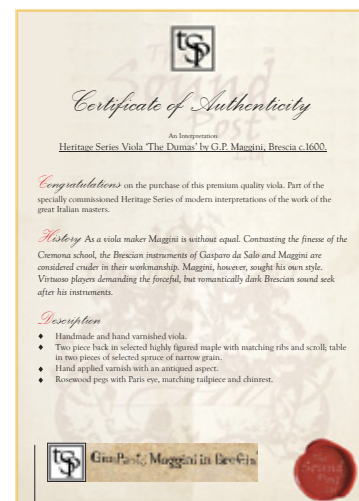 tsp
Certificate of Authenticity
An Interpretation
Heritage Series Viola 'The Dumas' by G.P. Maggini, Brescia c.1600.
Congratulations on the purchase of this premium quality viola. Part of the
specially commissioned Heritage Series of modern interpretations of the work of the
great Italian masters.
History As a viola maker Maggini is without equal. Contrasting the finesse of the
Cremona school, the Brescian instruments of Gasparo da Salo and Maggini are
considered cruder in their workmanship. Maggini, however, sought his own style.
Virtuoso players demanding the forceful, but romantically dark Brescian sound seek
after his instruments.
Description
♦ Handmade and hand varnished viola.
♦ Two piece back in selected highly figured maple with matching ribs and scroll; table
in two pieces of selected spruce of narrow grain.
♦ Hand applied varnish with an antiqued aspect.
♦ Rosewood pegs with Paris eye, matching tailpiece and chinrest.
tsp
Maggini in
The
Sound
Post